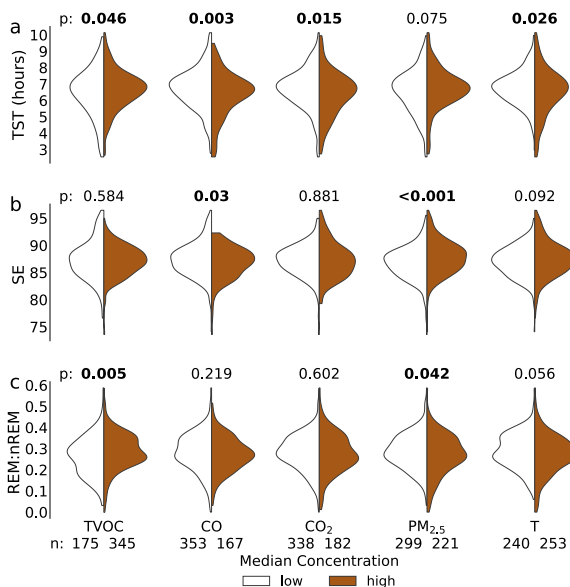 a p: 0.046 0.003 0.015 0.075 0.026
10
9
8
7
6
5
4
3
TST (hours)
b p: 0.584 0.03 0.881 <0.001 0.092
95
90
85
80
75
SE
c p: 0.005 0.219 0.602 0.042 0.056
0.6
0.5
0.4
0.3
0.2
0.1
0.0
REM:nREM
TVOC CO CO₂ PM₂.₅ T
n: 175 345 353 167 338 182 299 221 240 253
Median Concentration
low high